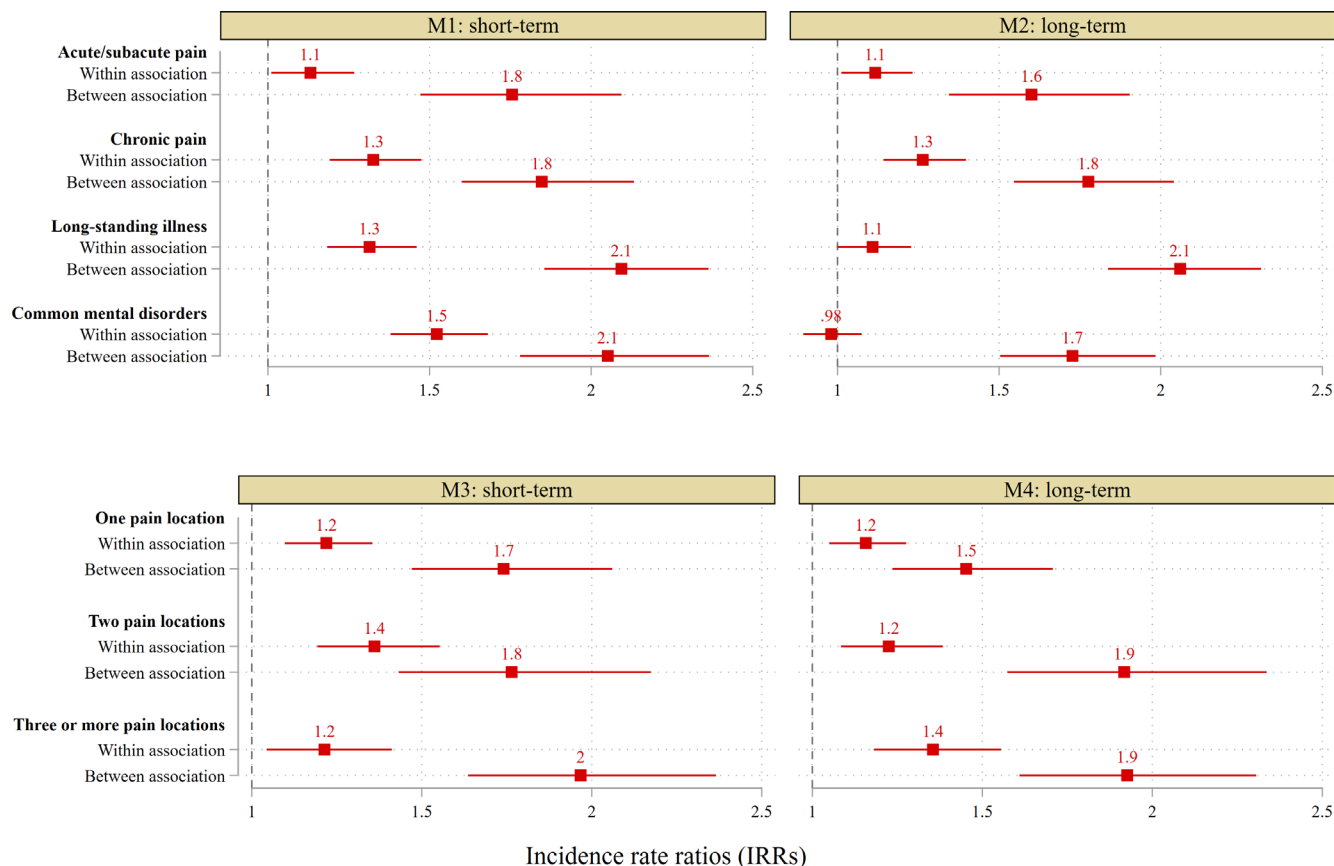 M1: short-term
M2: long-term
Acute/subacute pain
Within association 1.1 1.1
Between association 1.8 1.6
Chronic pain
Within association 1.3 1.3
Between association 1.8 1.8
Long-standing illness
Within association 1.3 1.1
Between association 2.1 2.1
Common mental disorders
Within association 1.5 .98
Between association 2.1 1.7
1 1.5 2 2.5 1 1.5 2 2.5
M3: short-term
M4: long-term
One pain location
Within association 1.2 1.2
Between association 1.7 1.5
Two pain locations
Within association 1.4 1.2
Between association 1.8 1.9
Three or more pain locations
Within association 1.2 1.4
Between association 2 1.9
1 1.5 2 2.5 1 1.5 2 2.5
Incidence rate ratios (IRRs)